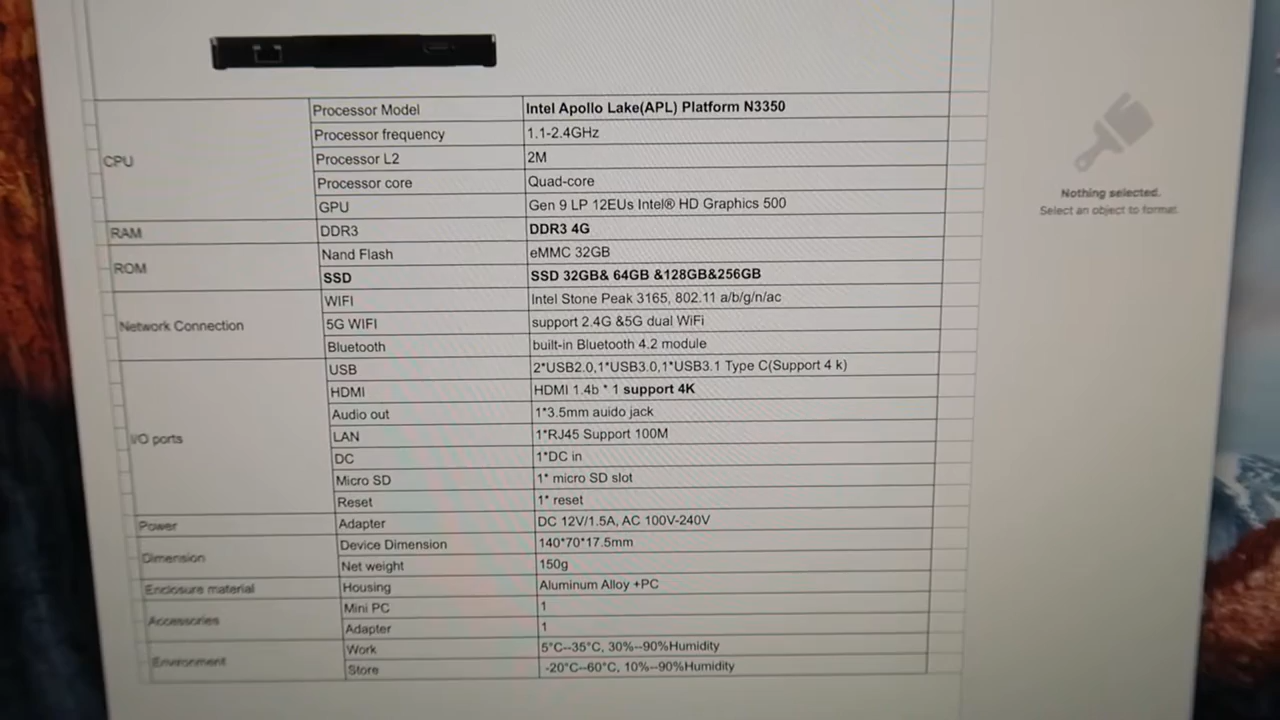 CPU
Processor Model Intel Apollo Lake(APL) Platform N3350
Processor frequency 1.1-2.4GHz
Processor L2 2M
Processor core Quad-core
GPU Gen 9 LP 12EUs Intel® HD Graphics 500
RAM DDR3 DDR3 4G
ROM
Nand Flash eMMC 32GB
SSD SSD 32GB& 64GB &128GB&256GB
Network Connection
WIFI Intel Stone Peak 3165, 802.11 a/b/g/n/ac
5G WIFI support 2.4G &5G dual WiFi
Bluetooth built-in Bluetooth 4.2 module
I/O ports
USB 2*USB2.0,1*USB3.0,1*USB3.1 Type C(Support 4 k)
HDMI HDMI 1.4b * 1 support 4K
Audio out 1*3.5mm auido jack
LAN 1*RJ45 Support 100M
DC 1*DC in
Micro SD 1* micro SD slot
Reset 1* reset
Power Adapter DC 12V/1.5A, AC 100V-240V
Dimension
Device Dimension 140*70*17.5mm
Net weight 150g
Enclosure material Housing Aluminum Alloy +PC
Accessories
Mini PC 1
Adapter 1
Environment
Work 5°C--35°C, 30%--90%Humidity
Store -20°C--60°C, 10%--90%Humidity
Nothing selected.
Select an object to format.